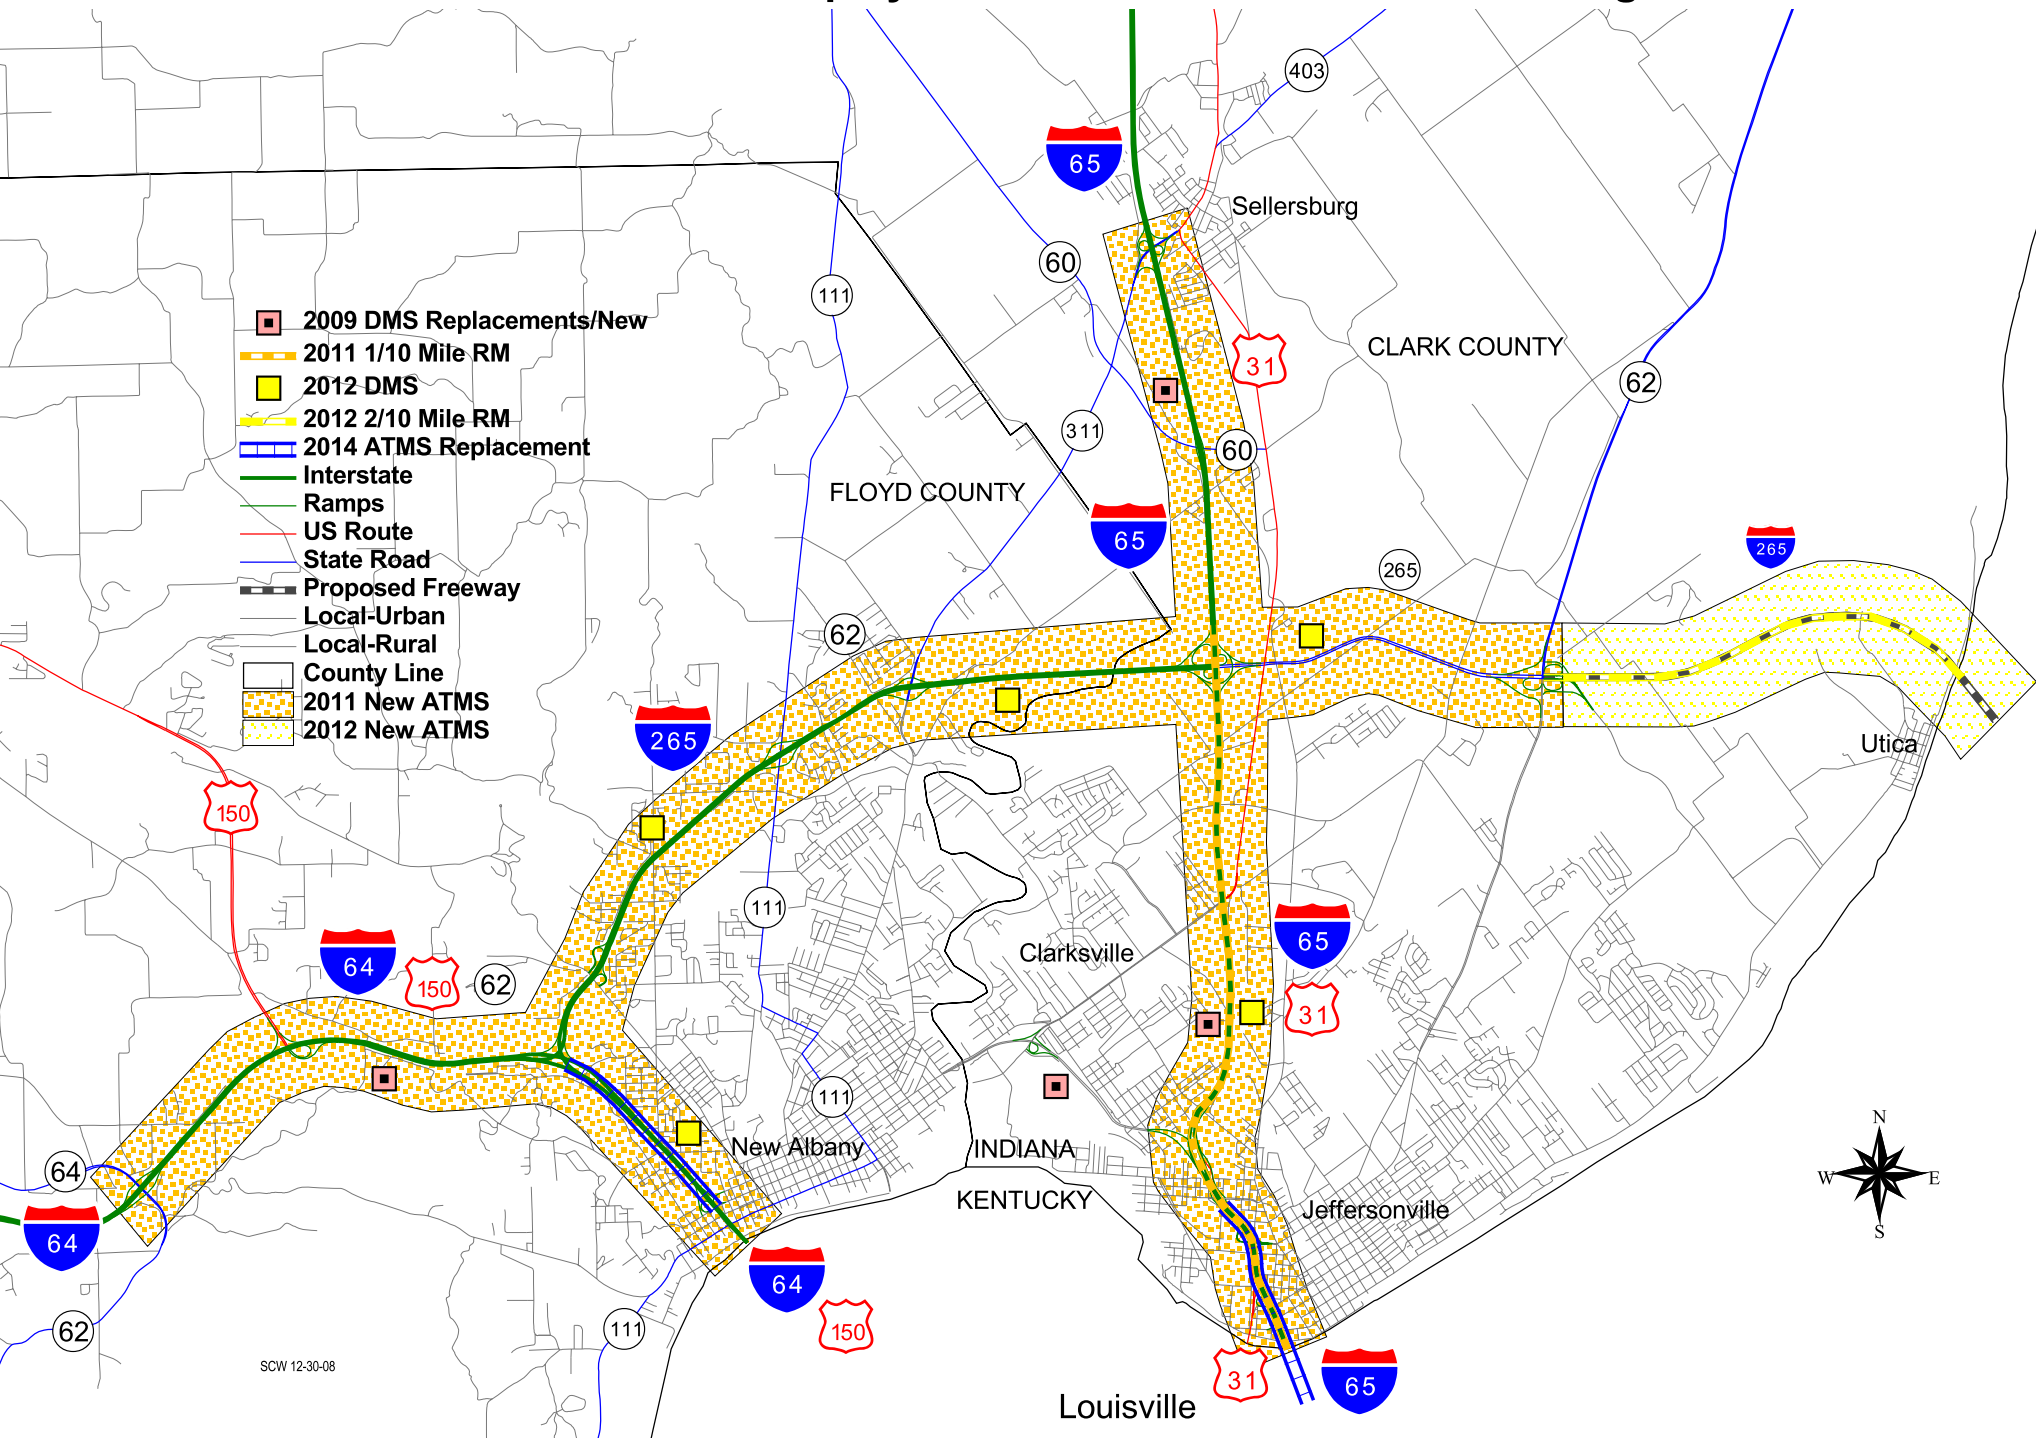 403
65
Sellersburg
60
111
2009 DMS Replacements/New
2011 1/10 Mile RM
2012 DMS
2012 2/10 Mile RM
2014 ATMS Replacement
Interstate
Ramps
US Route
State Road
Proposed Freeway
Local-Urban
Local-Rural
County Line
2011 New ATMS
2012 New ATMS
31
CLARK COUNTY
62
311
60
FLOYD COUNTY
65
265
265
62
265
Utica
150
111
Clarksville
65
64
150
62
31
111
New Albany
INDIANA
KENTUCKY
64
64
Jeffersonville
N
W
E
S
64
150
62
111
SCW 12-30-08
31
65
Louisville